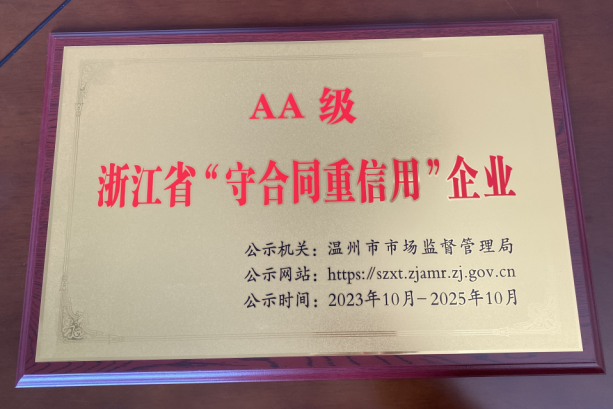 AA 级
浙江省“守合同重信用”企业
公示机关：温州市市场监督管理局
公示网站：https://szxt.zjamr.zj.gov.cn
公示时间：2023年10月-2025年10月